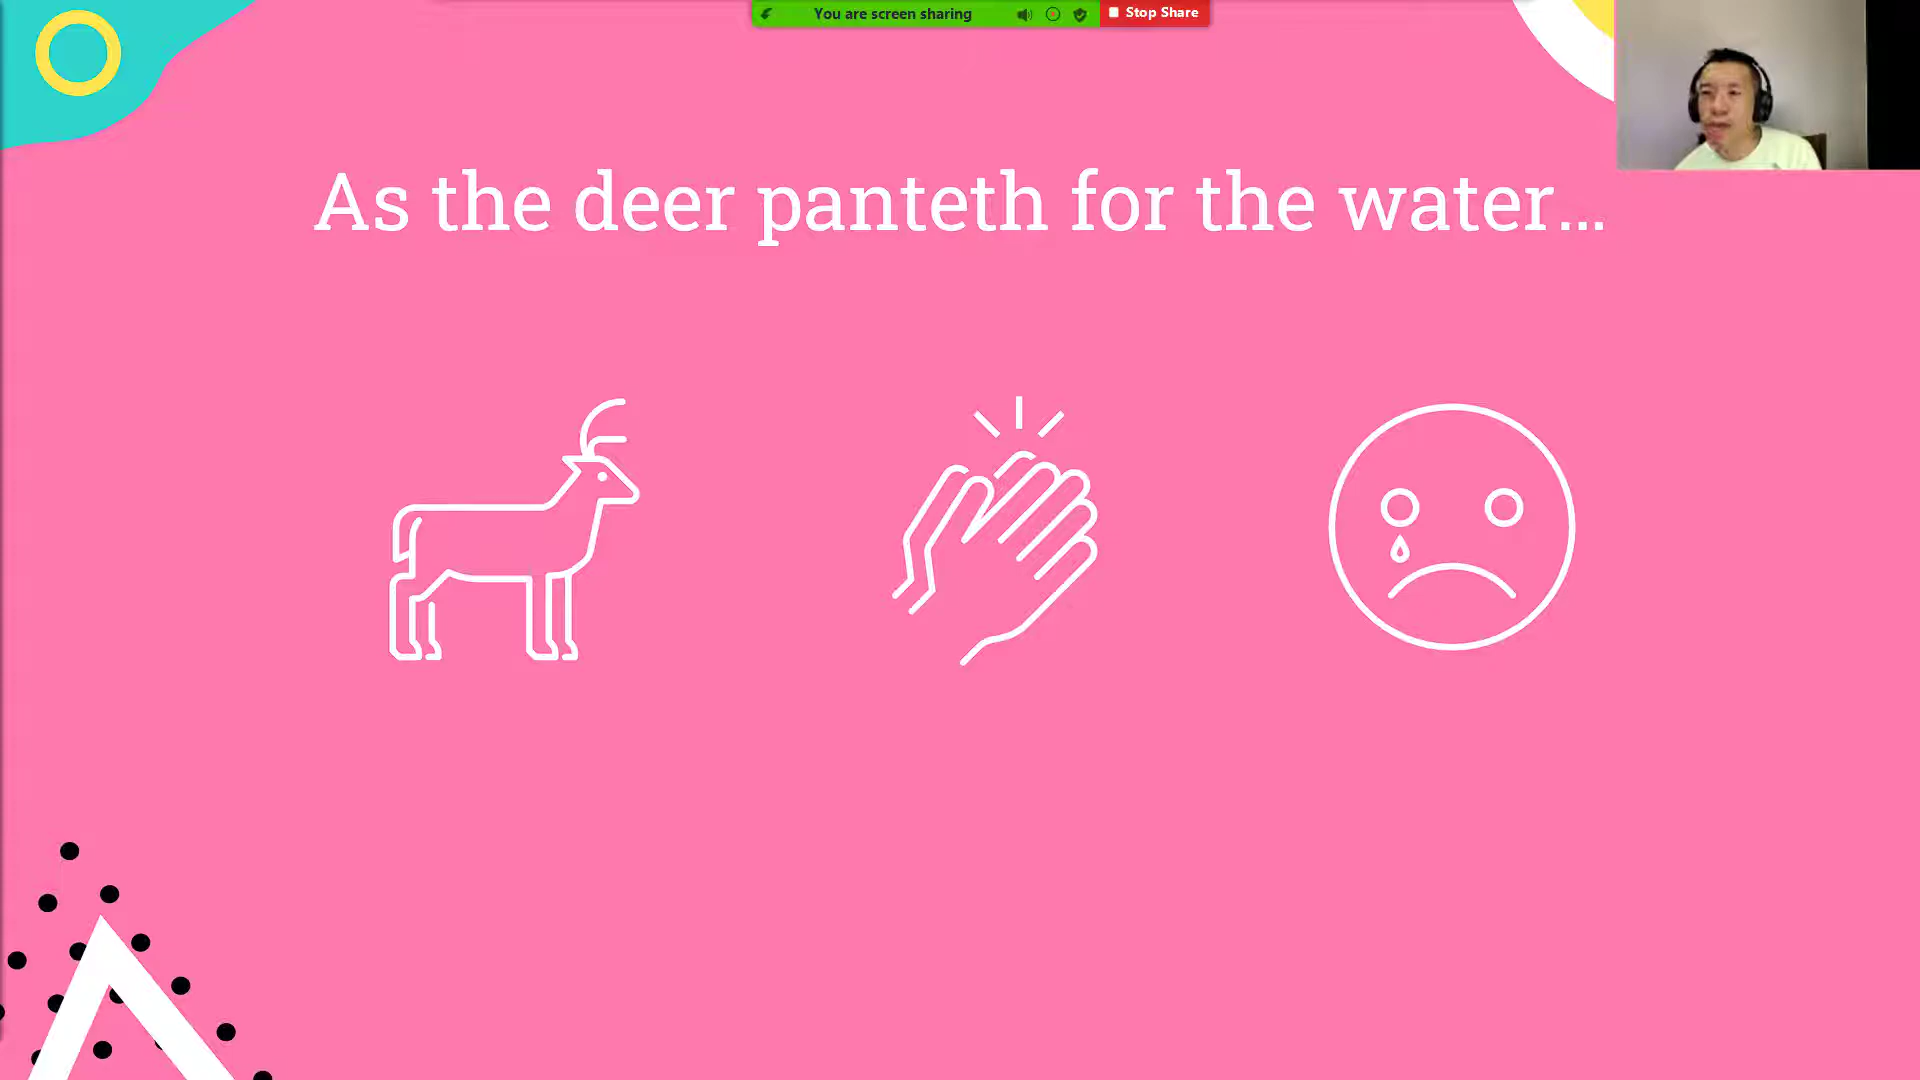 You are screen sharing
Stop Share
As the deer panteth for the water...